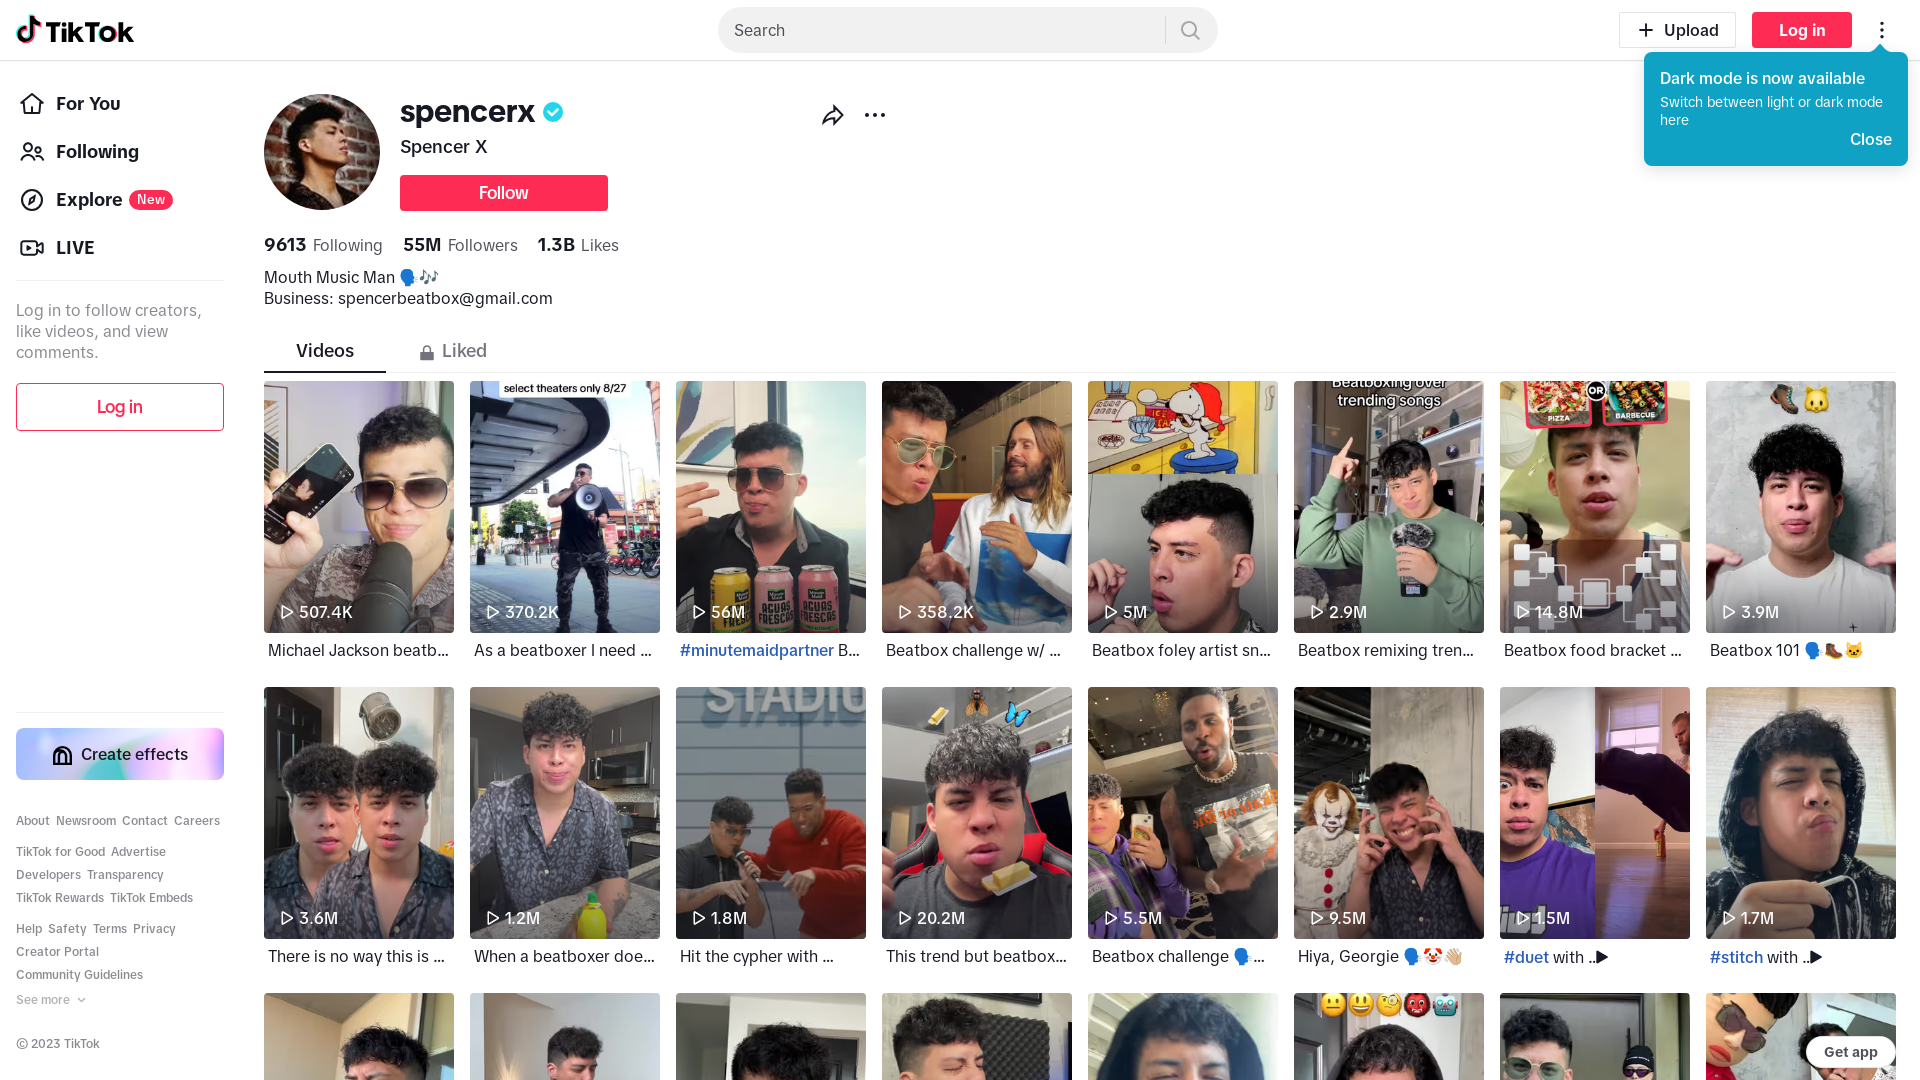 TikTok
Search
Upload
Log in
Dark mode is now available
Switch between light or dark mode
here
Close
For You
Following
Explore New
LIVE
Log in to follow creators,
like videos, and view
comments.
Log in
Create effects
About Newsroom Contact Careers
TikTok for Good Advertise
Developers Transparency
TikTok Rewards TikTok Embeds
Help Safety Terms Privacy
Creator Portal
Community Guidelines
See more
© 2023 TikTok
spencerx
Spencer X
Follow
9613 Following 55M Followers 1.3B Likes
Mouth Music Man 🗣️🎶
Business: spencerbeatbox@gmail.com
Videos Liked
507.4K
Michael Jackson beatb...
select theaters only 8/27
370.2K
As a beatboxer I need ...
Minute Maid
AGUAS FRESCAS
AGUAS FRESCAS
56M
#minutemaidpartner B...
358.2K
Beatbox challenge w/ ...
ICE
5M
Beatbox foley artist sn...
Beatboxing over
trending songs
2.9M
Beatbox remixing tren...
PIZZA OR BARBECUE
14.8M
Beatbox food bracket ...
3.9M
Beatbox 101 🗣️🥾🐱
3.6M
There is no way this is ...
1.2M
When a beatboxer doe...
STADIU
1.8M
Hit the cypher with ...
20.2M
This trend but beatbox...
5.5M
Beatbox challenge 🗣️...
9.5M
Hiya, Georgie 🗣️🤡👋🏼
1.5M
#duet with ...
1.7M
#stitch with ...
Get app